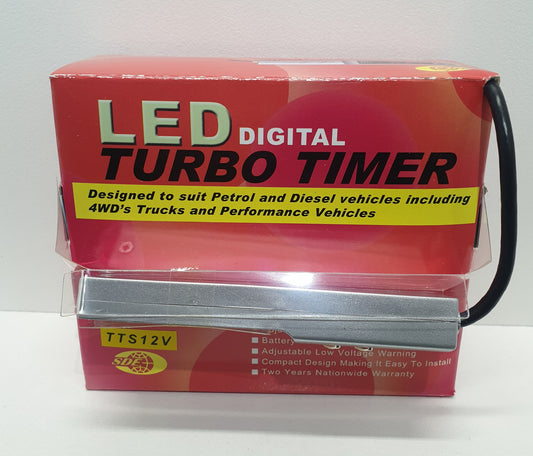 LED DIGITAL
TURBO TIMER
Designed to suit Petrol and Diesel vehicles including
4WD's Trucks and Performance Vehicles
TTS12V
Battery
Adjustable Low Voltage Warning
Compact Design Making It Easy To Install
Two Years Nationwide Warranty